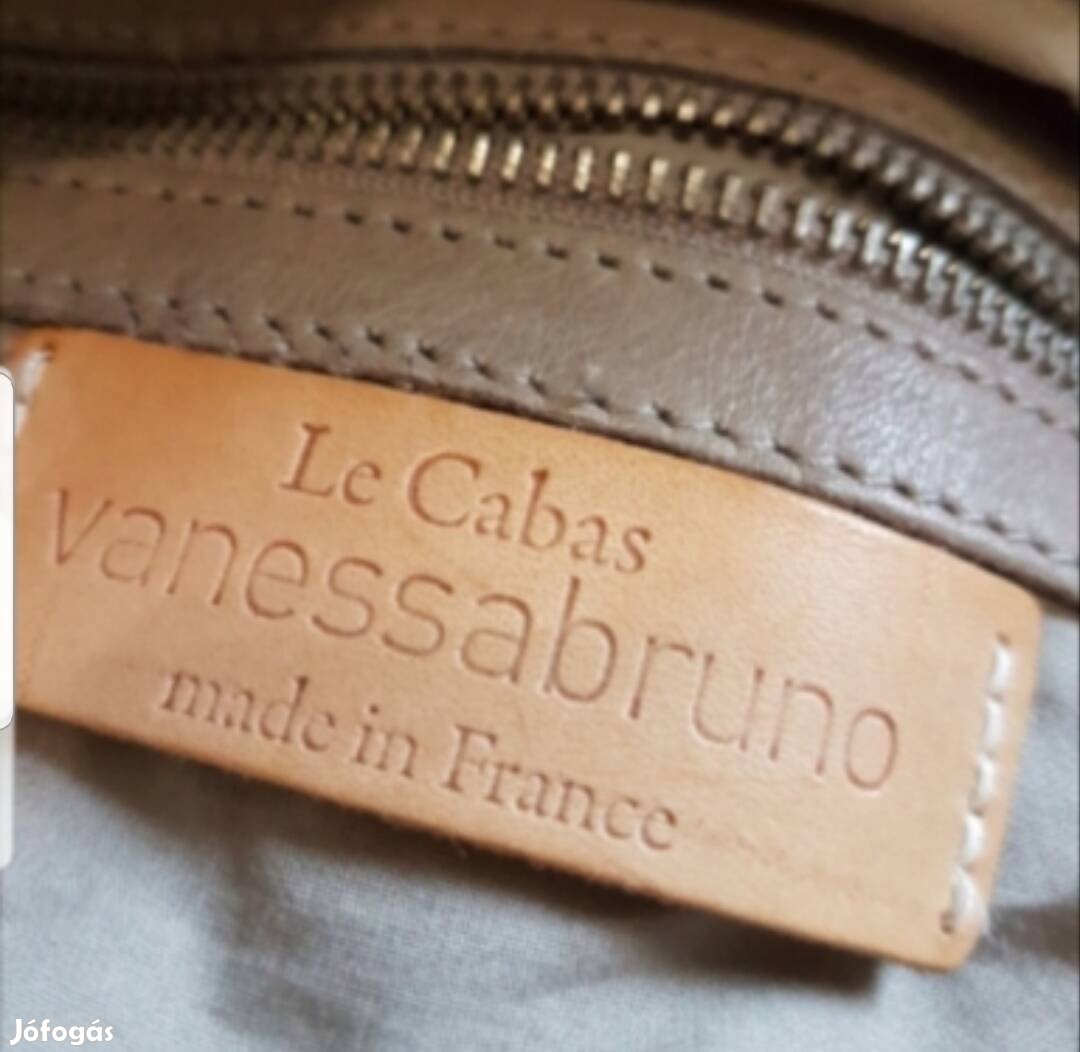 Le Cabas
vanessabruno
made in France
Jófogás